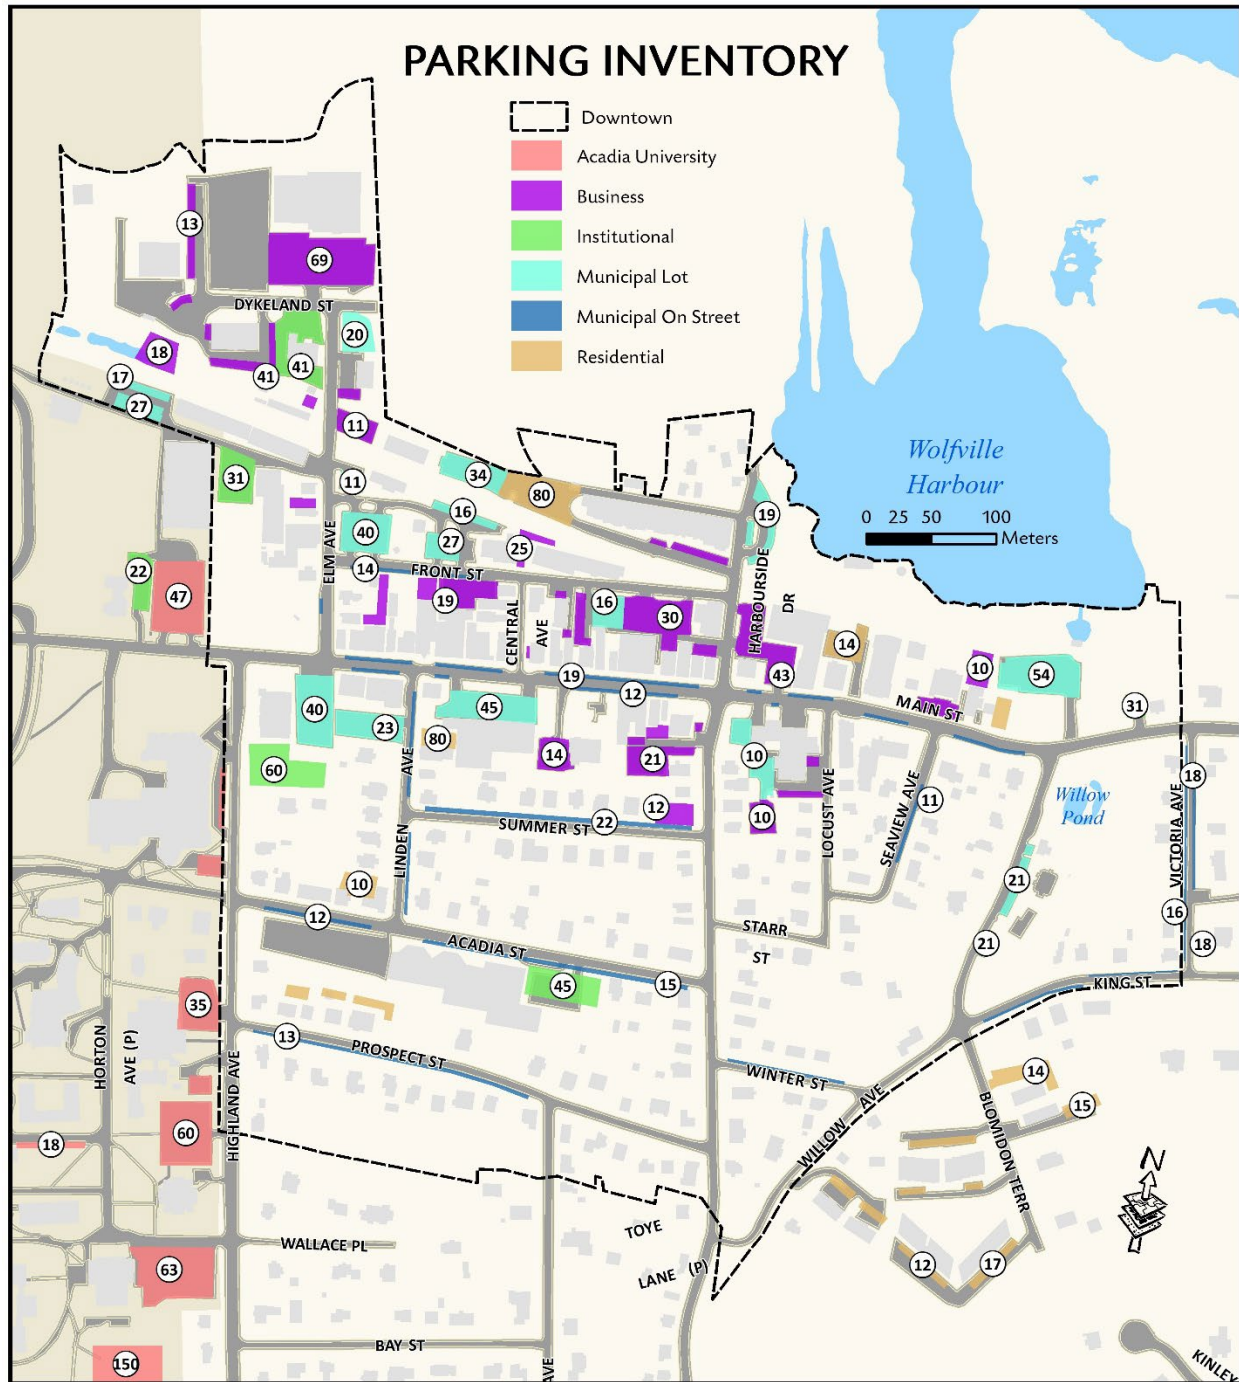 PARKING INVENTORY
Downtown
Acadia University
Business
Institutional
Municipal Lot
Municipal On Street
Residential
13
69
DYKELAND ST
20
18
41
41
17
27
11
34
80
31
11
16
19
Wolfville
Harbour
0 25 50 100
Meters
ELM AVE
40
27
25
14
FRONT ST
22
47
19
16
30
CENTRAL
AVE
HARBOURSIDE
DR
14
10
54
43
19
12
MAIN ST
31
40
23
45
80
14
21
10
60
18
LINDEN
AVE
12
10
22
SUMMER ST
LOCUST AVE
SEAVIEW AVE
11
Willow
Pond
VICTORIA AVE
10
21
12
16
18
21
STARR
ST
ACADIA ST
45
15
KING ST
35
13
PROSPECT ST
HORTON
AVE (P)
HIGHLAND AVE
WINTER ST
14
15
18
60
WILLOW
AVE
BLOMIDON TERR
N
TOYE
LANE (P)
WALLACE PL
63
12
17
BAY ST
150
AVE
KINLEY